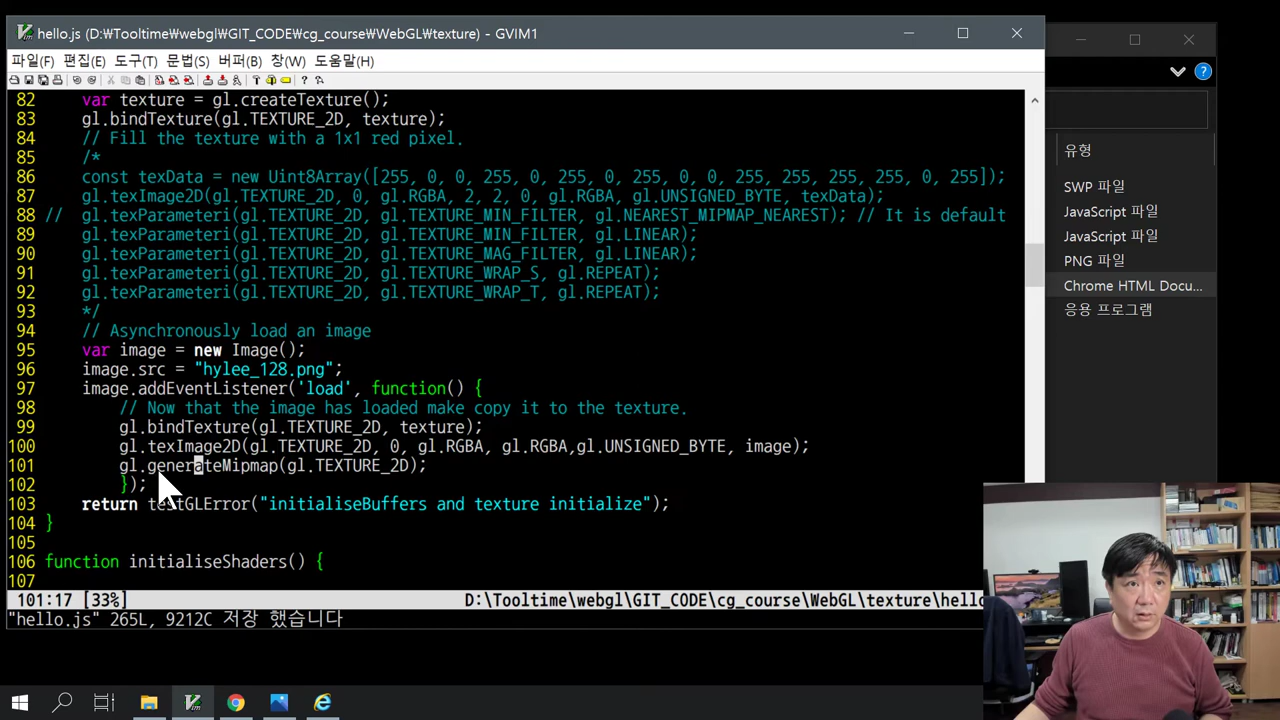 hello.js (D:₩Tooltime₩webgl₩GIT_CODE₩cg_course₩WebGL₩texture) - GVIM1
파일(F) 편집(E) 도구(T) 문법(S) 버퍼(B) 창(W) 도움말(H)
82 var texture = gl.createTexture();
83 gl.bindTexture(gl.TEXTURE_2D, texture);
84 // Fill the texture with a 1x1 red pixel.
85 /*
86 const texData = new Uint8Array([255, 0, 0, 255, 0, 255, 0, 255, 0, 0, 255, 255, 255, 255, 0, 255]);
87 gl.texImage2D(gl.TEXTURE_2D, 0, gl.RGBA, 2, 2, 0, gl.RGBA, gl.UNSIGNED_BYTE, texData);
88 // gl.texParameteri(gl.TEXTURE_2D, gl.TEXTURE_MIN_FILTER, gl.NEAREST_MIPMAP_NEAREST); // It is default
89 gl.texParameteri(gl.TEXTURE_2D, gl.TEXTURE_MIN_FILTER, gl.LINEAR);
90 gl.texParameteri(gl.TEXTURE_2D, gl.TEXTURE_MAG_FILTER, gl.LINEAR);
91 gl.texParameteri(gl.TEXTURE_2D, gl.TEXTURE_WRAP_S, gl.REPEAT);
92 gl.texParameteri(gl.TEXTURE_2D, gl.TEXTURE_WRAP_T, gl.REPEAT);
93 */
94 // Asynchronously load an image
95 var image = new Image();
96 image.src = "hylee_128.png";
97 image.addEventListener('load', function() {
98 // Now that the image has loaded make copy it to the texture.
99 gl.bindTexture(gl.TEXTURE_2D, texture);
100 gl.texImage2D(gl.TEXTURE_2D, 0, gl.RGBA, gl.RGBA,gl.UNSIGNED_BYTE, image);
101 gl.generateMipmap(gl.TEXTURE_2D);
102 });
103 return testGLError("initialiseBuffers and texture initialize");
104 }
105
106 function initialiseShaders() {
107
101:17 [33%] D:\Tooltime\webgl\GIT_CODE\cg_course\WebGL\texture\hello
"hello.js" 265L, 9212C 저장 했습니다
유형
SWP 파일
JavaScript 파일
JavaScript 파일
PNG 파일
Chrome HTML Docu...
응용 프로그램